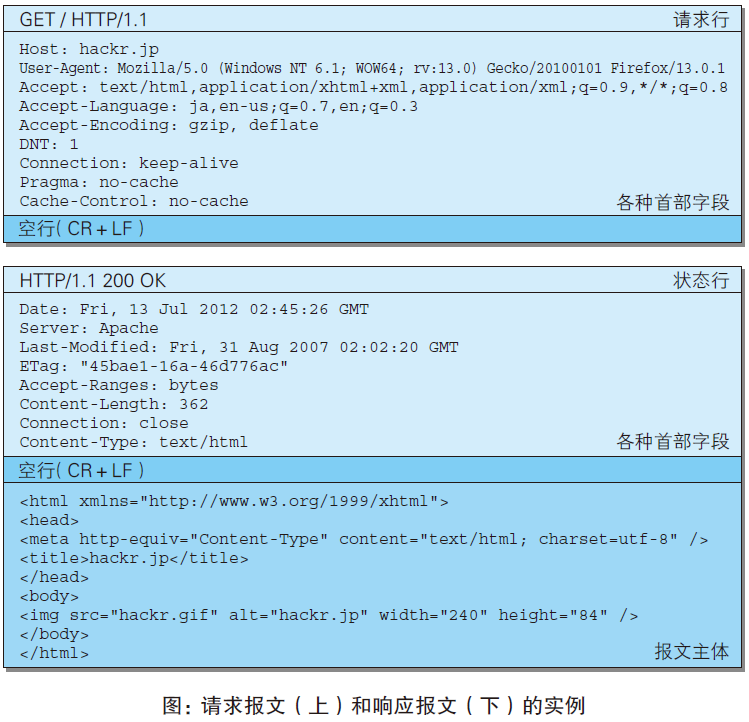 GET / HTTP/1.1 请求行
Host: hackr.jp
User-Agent: Mozilla/5.0 (Windows NT 6.1; WOW64; rv:13.0) Gecko/20100101 Firefox/13.0.1
Accept: text/html,application/xhtml+xml,application/xml;q=0.9,*/*;q=0.8
Accept-Language: ja,en-us;q=0.7,en;q=0.3
Accept-Encoding: gzip, deflate
DNT: 1
Connection: keep-alive
Pragma: no-cache
Cache-Control: no-cache 各种首部字段
空行( CR + LF )
HTTP/1.1 200 OK 状态行
Date: Fri, 13 Jul 2012 02:45:26 GMT
Server: Apache
Last-Modified: Fri, 31 Aug 2007 02:02:20 GMT
ETag: "45bae1-16a-46d776ac"
Accept-Ranges: bytes
Content-Length: 362
Connection: close
Content-Type: text/html 各种首部字段
空行( CR + LF )
<html xmlns="http://www.w3.org/1999/xhtml">
<head>
<meta http-equiv="Content-Type" content="text/html; charset=utf-8" />
<title>hackr.jp</title>
</head>
<body>
<img src="hackr.gif" alt="hackr.jp" width="240" height="84" />
</body>
</html> 报文主体
图: 请求报文(上)和响应报文(下)的实例